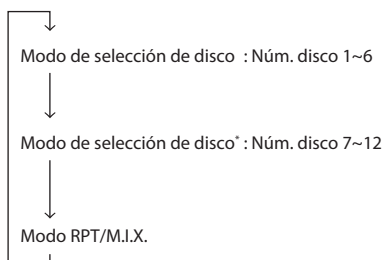 Modo de selección de disco : Núm. disco 1~6
Modo de selección de disco* : Núm. disco 7~12
Modo RPT/M.I.X.